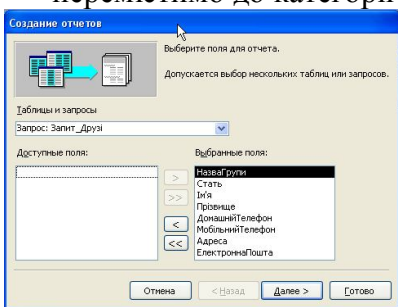 перемістимо до категорії
Создание отчетов
Выберите поля для отчета.
Допускается выбор нескольких таблиц или запросов.
Таблицы и запросы
Запрос: Запит_Друзі
Доступные поля:
Выбранные поля:
НазваГрупи
Стать
Ім'я
Прізвище
ДомашнійТелефон
МобільнийТелефон
Адреса
ЕлектроннаПошта
>
>>
<
<<
Отмена
< Назад
Далее >
Готово